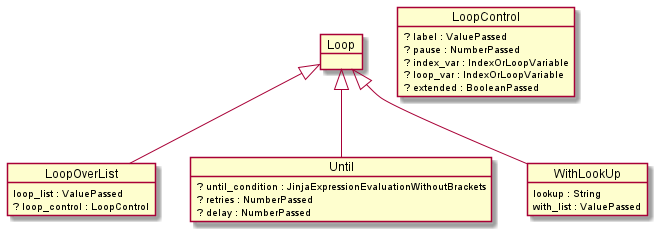 LoopControl
? label : ValuePassed
? pause : NumberPassed
? index_var : IndexOrLoopVariable
? loop_var : IndexOrLoopVariable
? extended : BooleanPassed
Loop
LoopOverList
loop_list : ValuePassed
? loop_control : LoopControl
Until
? until_condition : JinjaExpressionEvaluationWithoutBrackets
? retries : NumberPassed
? delay : NumberPassed
WithLookUp
lookup : String
with_list : ValuePassed